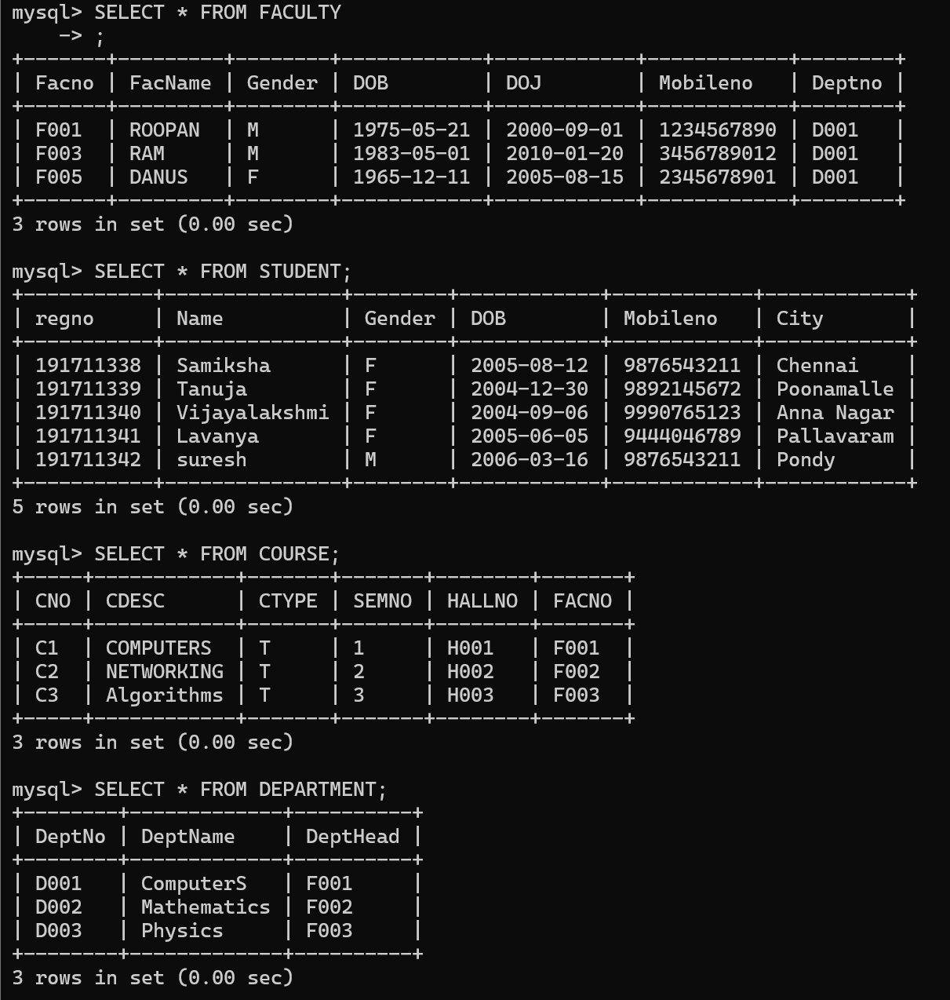 mysql> SELECT * FROM FACULTY
    -> ;
+-------+---------+--------+------------+------------+------------+--------+
| Facno | FacName | Gender | DOB        | DOJ        | Mobileno   | Deptno |
+-------+---------+--------+------------+------------+------------+--------+
| F001  | ROOPAN  | M      | 1975-05-21 | 2000-09-01 | 1234567890 | D001   |
| F003  | RAM     | M      | 1983-05-01 | 2010-01-20 | 3456789012 | D001   |
| F005  | DANUS   | F      | 1965-12-11 | 2005-08-15 | 2345678901 | D001   |
+-------+---------+--------+------------+------------+------------+--------+
3 rows in set (0.00 sec)

mysql> SELECT * FROM STUDENT;
+-----------+---------------+--------+------------+------------+------------+
| regno     | Name          | Gender | DOB        | Mobileno   | City       |
+-----------+---------------+--------+------------+------------+------------+
| 191711338 | Samiksha      | F      | 2005-08-12 | 9876543211 | Chennai    |
| 191711339 | Tanuja        | F      | 2004-12-30 | 9892145672 | Poonamalle |
| 191711340 | Vijayalakshmi | F      | 2004-09-06 | 9990765123 | Anna Nagar |
| 191711341 | Lavanya       | F      | 2005-06-05 | 9444046789 | Pallavaram |
| 191711342 | suresh        | M      | 2006-03-16 | 9876543211 | Pondy      |
+-----------+---------------+--------+------------+------------+------------+
5 rows in set (0.00 sec)

mysql> SELECT * FROM COURSE;
+-----+------------+-------+-------+--------+-------+
| CNO | CDESC      | CTYPE | SEMNO | HALLNO | FACNO |
+-----+------------+-------+-------+--------+-------+
| C1  | COMPUTERS  | T     | 1     | H001   | F001  |
| C2  | NETWORKING | T     | 2     | H002   | F002  |
| C3  | Algorithms | T     | 3     | H003   | F003  |
+-----+------------+-------+-------+--------+-------+
3 rows in set (0.00 sec)

mysql> SELECT * FROM DEPARTMENT;
+--------+-------------+----------+
| DeptNo | DeptName    | DeptHead |
+--------+-------------+----------+
| D001   | ComputerS   | F001     |
| D002   | Mathematics | F002     |
| D003   | Physics     | F003     |
+--------+-------------+----------+
3 rows in set (0.00 sec)